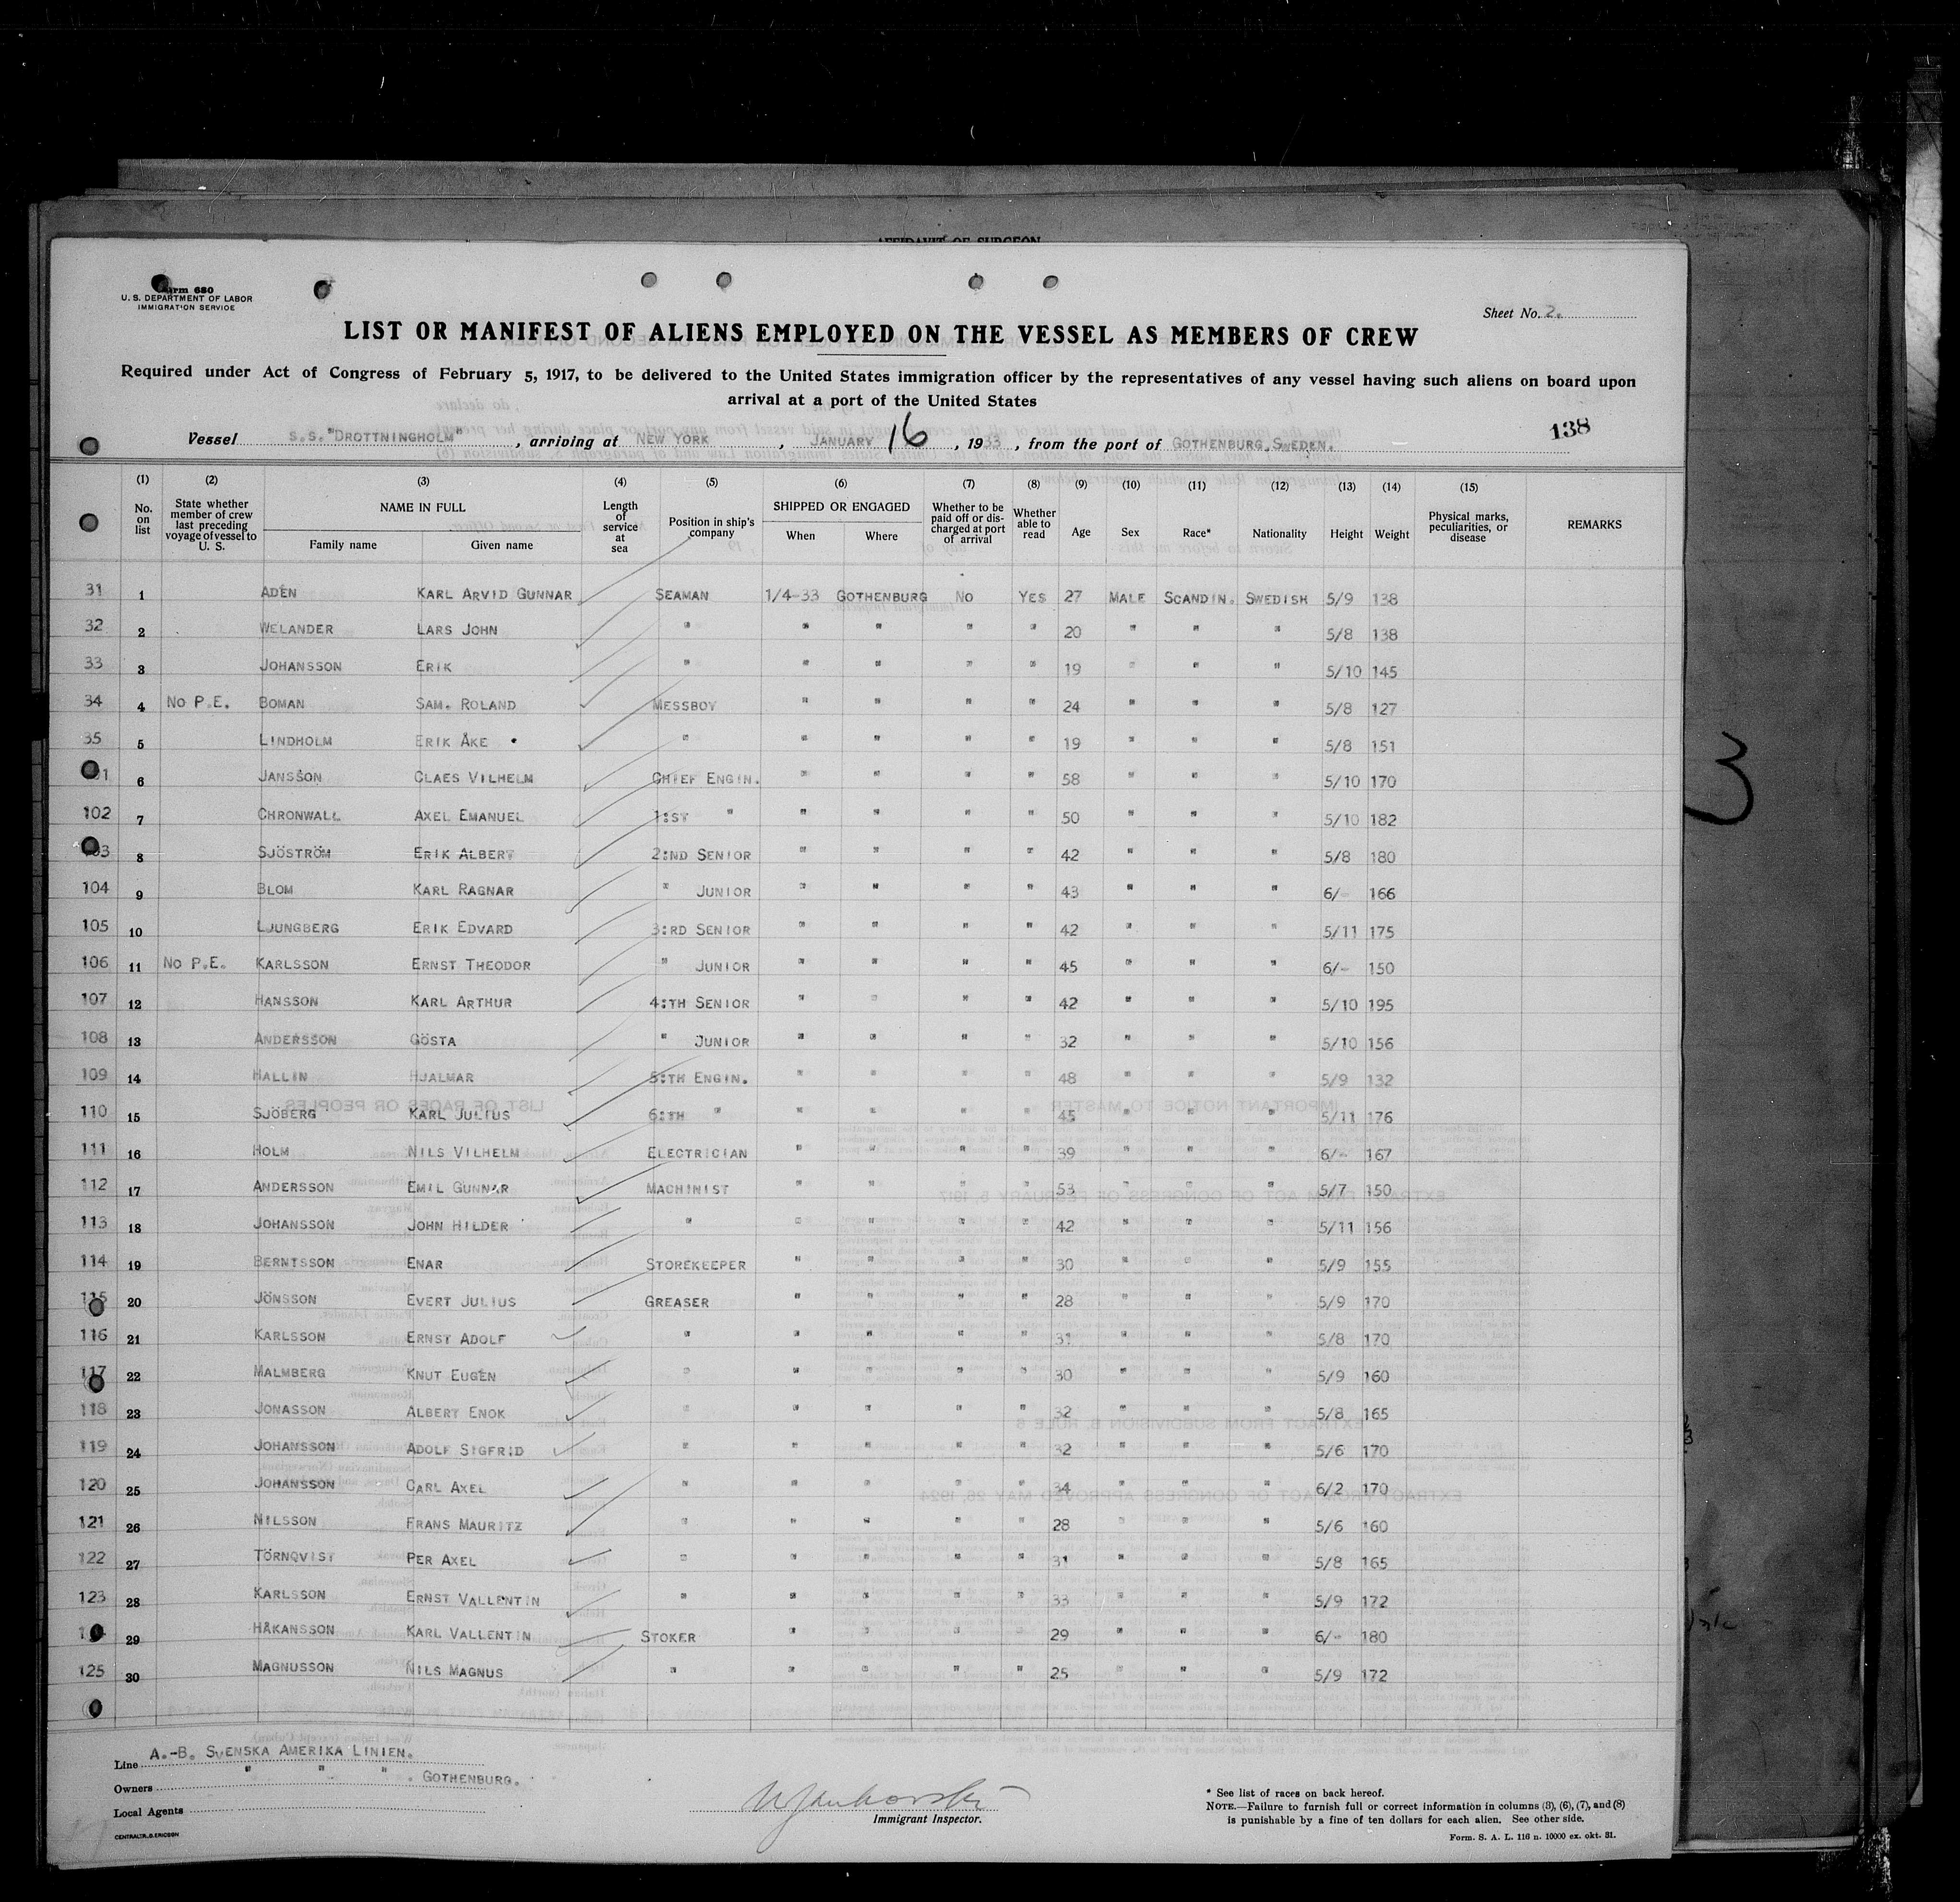 AFFIDAVIT OF SURGEON
Form 680
U. S. DEPARTMENT OF LABOR
IMMIGRATION SERVICE
Sheet No. 2.
LIST OR MANIFEST OF ALIENS EMPLOYED ON THE VESSEL AS MEMBERS OF CREW
Required under Act of Congress of February 5, 1917, to be delivered to the United States immigration officer by the representatives of any vessel having such aliens on board upon
arrival at a port of the United States
138
Vessel S.S."DROTTNINGHOLM", arriving at NEW YORK, JANUARY 16, 1933, from the port of GOTHENBURG, SWEDEN.
(1) (2) (3) (4) (5) (6) (7) (8) (9) (10) (11) (12) (13) (14) (15)
No. on list State whether member of crew last preceding voyage of vessel to U. S. NAME IN FULL Family name Given name Length of service at sea Position in ship's company SHIPPED OR ENGAGED When Where Whether to be paid off or discharged at port of arrival Whether able to read Age Sex Race* Nationality Height Weight Physical marks, peculiarities, or disease REMARKS
31 1 ADÉN KARL ARVID GUNNAR SEAMAN 1/4-33 GOTHENBURG NO YES 27 MALE SCANDIN. SWEDISH 5/9 138
32 2 WELANDER LARS JOHN " " " " " 20 " " " 5/8 138
33 3 JOHANSSON ERIK " " " " " 19 " " " 5/10 145
34 4 NO P.E. BOMAN SAM. ROLAND MESSBOY " " " " 24 " " " 5/8 127
35 5 LINDHOLM ERIK ÅKE " " " " " 19 " " " 5/8 151
6 JANSSON CLAES VILHELM CHIEF ENGIN. " " " " 58 " " " 5/10 170
102 7 CHRONWALL AXEL EMANUEL 1:ST " " " " " 50 " " " 5/10 182
8 SJÖSTRÖM ERIK ALBERT 2:ND SENIOR " " " " 42 " " " 5/8 180
104 9 BLOM KARL RAGNAR " JUNIOR " " " " 43 " " " 6/- 166
105 10 LJUNGBERG ERIK EDVARD 3:RD SENIOR " " " " 42 " " " 5/11 175
106 11 NO P.E. KARLSSON ERNST THEODOR " JUNIOR " " " " 45 " " " 6/- 150
107 12 HANSSON KARL ARTHUR 4:TH SENIOR " " " " 42 " " " 5/10 195
108 13 ANDERSSON GÖSTA " JUNIOR " " " " 32 " " " 5/10 156
109 14 HALLIN HJALMAR 5:TH ENGIN. " " " " 48 " " " 5/9 132
110 15 SJÖBERG KARL JULIUS 6:TH " " " " " 45 " " " 5/11 176
111 16 HOLM NILS VILHELM ELECTRICIAN " " " " 39 " " " 6/- 167
112 17 ANDERSSON EMIL GUNNAR MACHINIST " " " " 53 " " " 5/7 150
113 18 JOHANSSON JOHN HILDER " " " " " 42 " " " 5/11 156
114 19 BERNTSSON ENAR STOREKEEPER " " " " 30 " " " 5/9 155
115 20 JÖNSSON EVERT JULIUS GREASER " " " " 28 " " " 5/9 170
116 21 KARLSSON ERNST ADOLF " " " " " 31 " " " 5/8 170
117 22 MALMBERG KNUT EUGÉN " " " " " 30 " " " 5/9 160
118 23 JONASSON ALBERT ENOK " " " " " 32 " " " 5/8 165
119 24 JOHANSSON ADOLF SIGFRID " " " " " 32 " " " 5/6 170
120 25 JOHANSSON CARL AXEL " " " " " 34 " " " 6/2 170
121 26 NILSSON FRANS MAURITZ " " " " " 28 " " " 5/6 160
122 27 TÖRNQVIST PER AXEL " " " " " 31 " " " 5/8 165
123 28 KARLSSON ERNST VALLENTIN " " " " " 33 " " " 5/9 172
29 HÅKANSSON KARL VALLENTIN STOKER " " " " 29 " " " 6/- 180
125 30 MAGNUSSON NILS MAGNUS " " " " " 25 " " " 5/9 172
Line A.-B. SVENSKA AMERIKA LINIEN.
Owners " " " . GOTHENBURG.
Local Agents
Immigrant Inspector.
* See list of races on back hereof.
NOTE.—Failure to furnish full or correct information in columns (3), (6), (7), and (8)
is punishable by a fine of ten dollars for each alien. See other side.
CENTRALTR., G. ERICSON
Form. S. A. L. 116 n. 10000 ex. okt. 31.
3